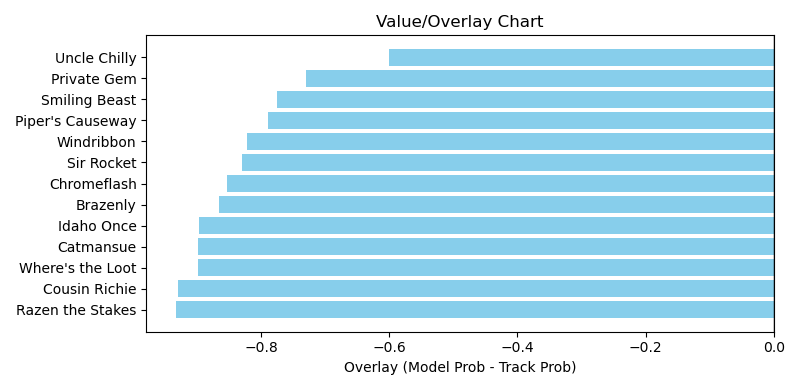 Value/Overlay Chart
Uncle Chilly
Private Gem
Smiling Beast
Piper's Causeway
Windribbon
Sir Rocket
Chromeflash
Brazenly
Idaho Once
Catmansue
Where's the Loot
Cousin Richie
Razen the Stakes
−0.8 −0.6 −0.4 −0.2 0.0
Overlay (Model Prob - Track Prob)